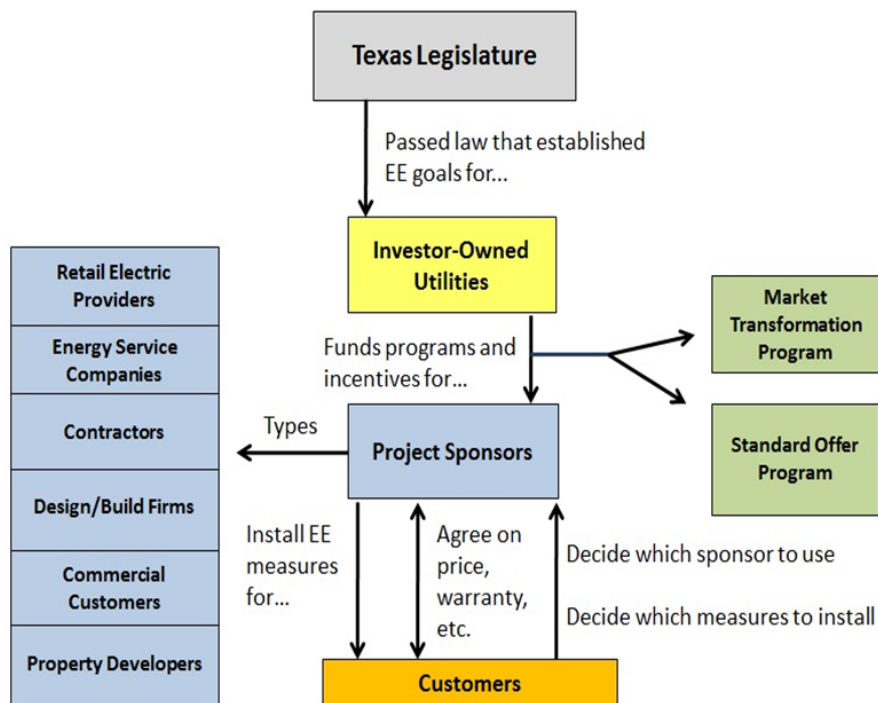 Texas Legislature
Passed law that established
EE goals for...
Investor-Owned
Utilities
Funds programs and
incentives for...
Market
Transformation
Program
Standard Offer
Program
Project Sponsors
Types
Retail Electric
Providers
Energy Service
Companies
Contractors
Design/Build Firms
Commercial
Customers
Property Developers
Install EE
measures
for...
Agree on
price,
warranty,
etc.
Decide which sponsor to use
Decide which measures to install
Customers